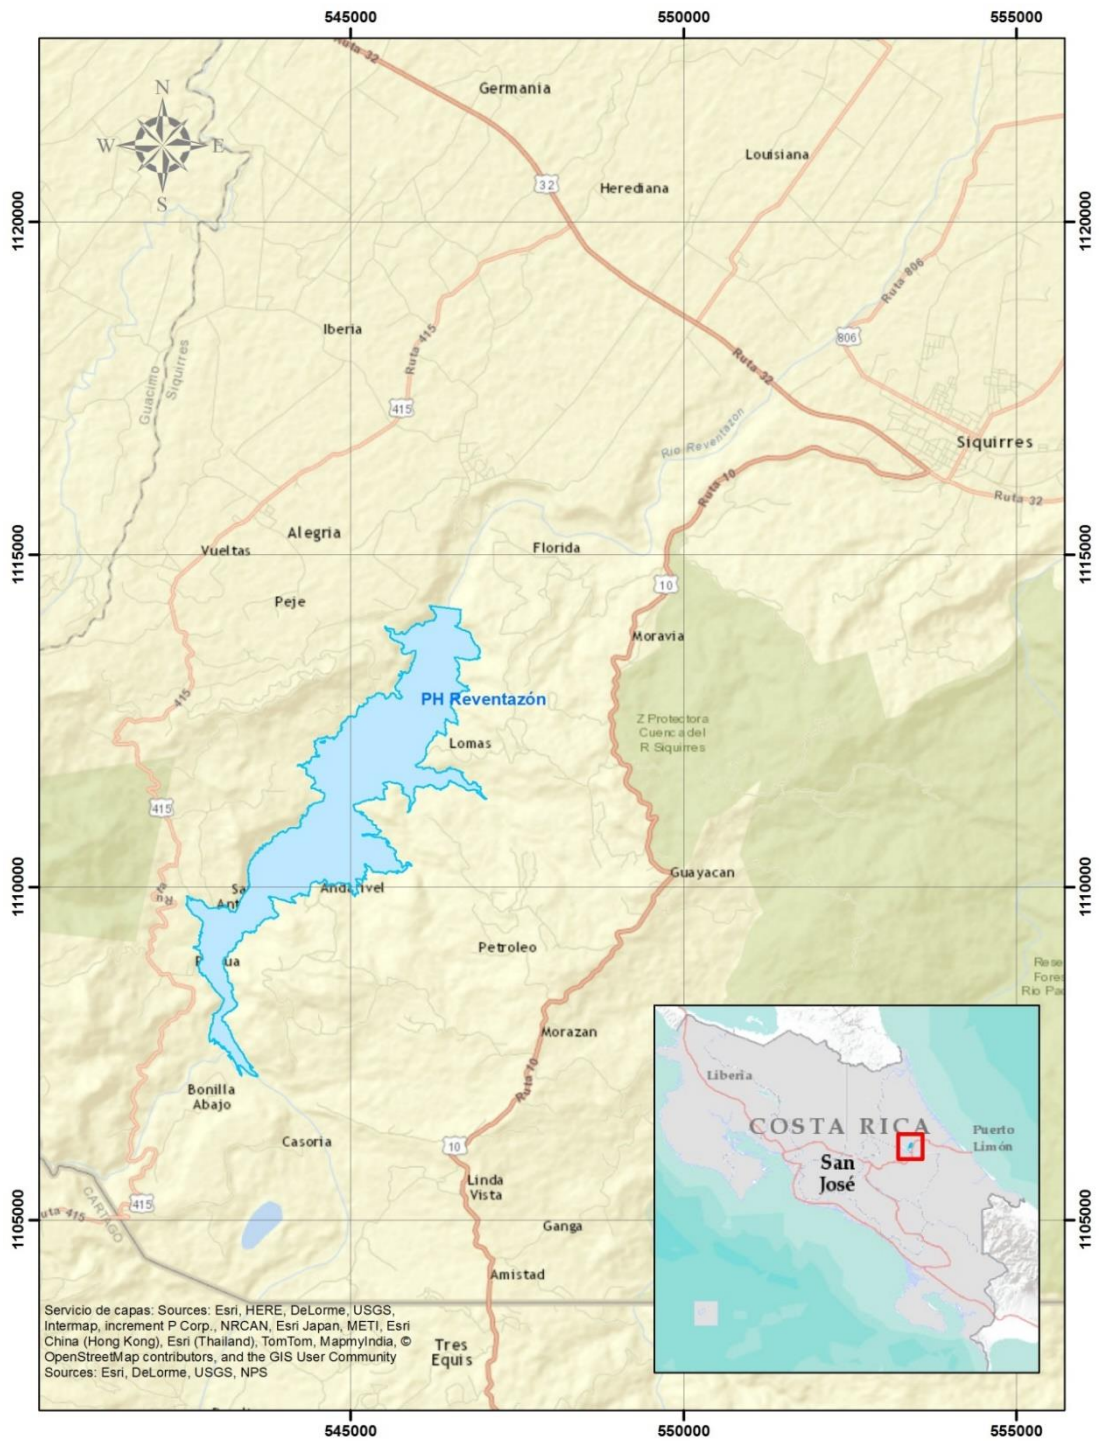 545000
550000
555000
Ruta 32
Germania
N
W
E
S
Louisiana
32
Herediana
1120000
1120000
Ruta 806
Iberia
Ruta 415
806
Ruta 32
Guacimo
Siquirres
415
Rio Reventazon
Siquirres
Ruta 10
Ruta 32
Alegria
Vueltas
Florida
1115000
1115000
10
Peje
Moravia
415
PH Reventazón
Z Protectora
Cuenca del
R Siquirres
Lomas
415
Guayacan
1110000
1110000
Petroleo
Morazan
Ruta 10
Bonilla
Abajo
Casoria
10
Linda
Vista
CARTAGO
415
1105000
1105000
Ganga
Amistad
Tres
Equis
Liberia
COSTA RICA
Puerto
Limón
San
José
Servicio de capas: Sources: Esri, HERE, DeLorme, USGS,
Intermap, increment P Corp., NRCAN, Esri Japan, METI, Esri
China (Hong Kong), Esri (Thailand), TomTom, MapmyIndia, ©
OpenStreetMap contributors, and the GIS User Community
Sources: Esri, DeLorme, USGS, NPS
545000
550000
555000